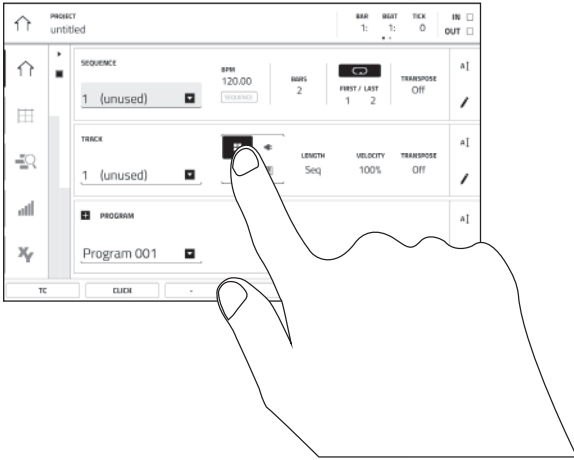 PROJECT
untitled
BAR BEAT TICK
1: 1: 0
IN
OUT
SEQUENCE
1 (unused)
BPM
120.00
SEQUENCE
BARS
2
FIRST / LAST
1 2
TRANSPOSE
Off
A
TRACK
1 (unused)
LENGTH
Seq
VELOCITY
100%
TRANSPOSE
Off
A
PROGRAM
Program 001
A
XY
TC
CLICK
-